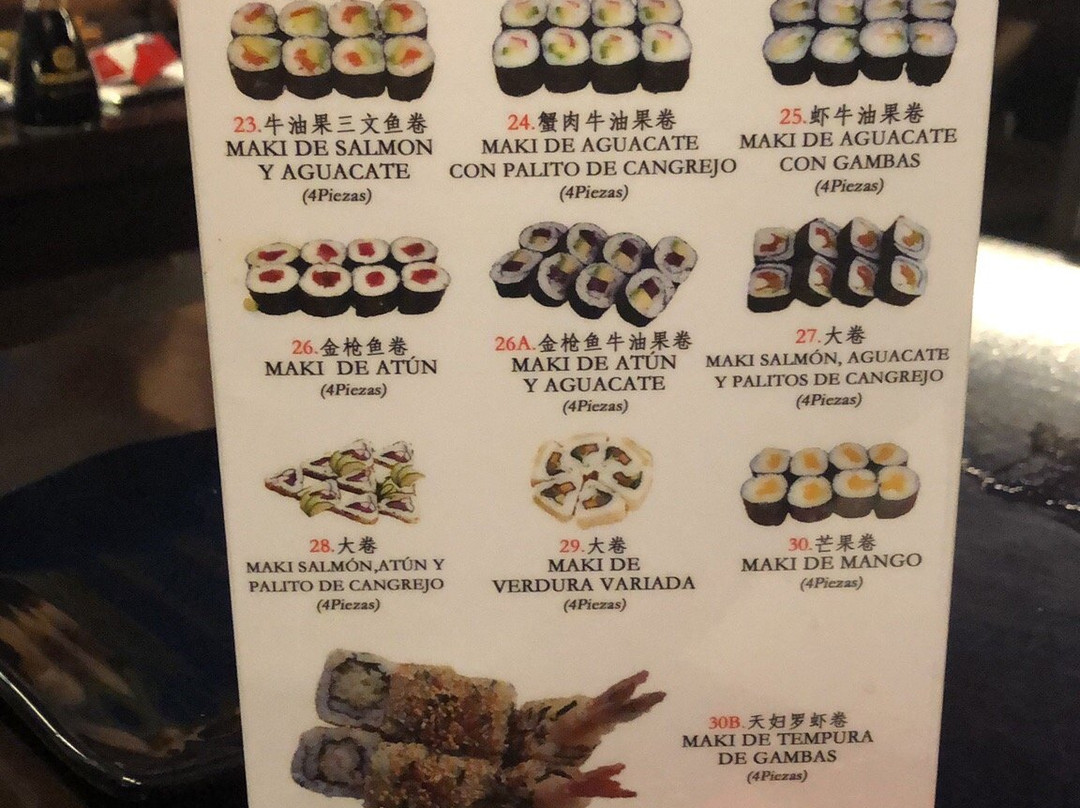 23.牛油果三文鱼卷
MAKI DE SALMON
Y AGUACATE
(4Piezas)
24.蟹肉牛油果卷
MAKI DE AGUACATE
CON PALITO DE CANGREJO
(4Piezas)
25.虾牛油果卷
MAKI DE AGUACATE
CON GAMBAS
(4Piezas)
26.金枪鱼卷
MAKI DE ATÚN
(4Piezas)
26A.金枪鱼牛油果卷
MAKI DE ATÚN
Y AGUACATE
(4Piezas)
27.大卷
MAKI SALMÓN, AGUACATE
Y PALITOS DE CANGREJO
(4Piezas)
28.大卷
MAKI SALMÓN,ATÚN Y
PALITO DE CANGREJO
(4Piezas)
29.大卷
MAKI DE
VERDURA VARIADA
(4Piezas)
30.芒果卷
MAKI DE MANGO
(4Piezas)
30B.天妇罗虾卷
MAKI DE TEMPURA
DE GAMBAS
(4Piezas)